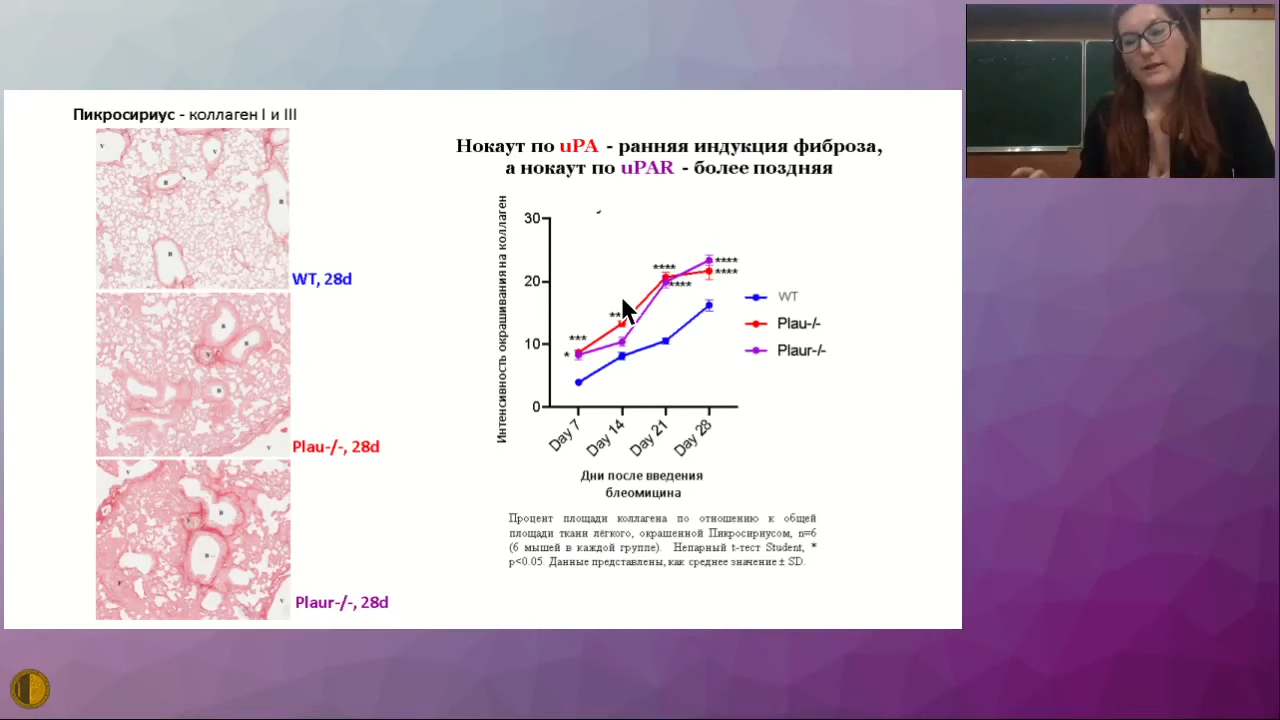 Пикросириус - коллаген I и III
V
V
B
B
B
WT, 28d
B
B
V
B
V
Plau-/-, 28d
V
B
B
V
Plaur-/-, 28d
Нокаут по uPA - ранняя индукция фиброза,
а нокаут по uPAR - более поздняя
Интенсивность окрашивания на коллаген
30
20
10
0
***
*
****
****
****
****
Day 7
Day 14
Day 21
Day 28
WT
Plau-/-
Plaur-/-
Дни после введения
блеомицина
Процент площади коллагена по отношению к общей
площади ткани лёгкого, окрашенной Пикросириусом, n=6
(6 мышей в каждой группе). Непарный t-тест Student, *
p<0.05. Данные представлены, как среднее значение ± SD.